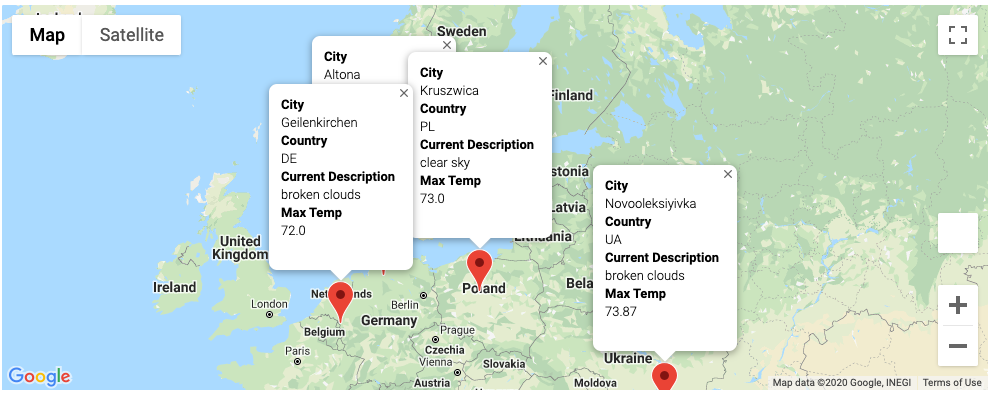 Map
Satellite
Sweden
Finland
City
Altona
City
Kruszwica
Country
PL
Current Description
clear sky
Max Temp
73.0
City
Geilenkirchen
Country
DE
Current Description
broken clouds
Max Temp
72.0
City
Novooleksiyivka
Country
UA
Current Description
broken clouds
Max Temp
73.87
stonia
Latvia
Lithuania
United
Kingdom
Ireland
London
Netherlands
Berlin
Poland
Bela
Belgium
Germany
Prague
Paris
Czechia
Vienna
Slovakia
Austria
Ukraine
Moldova
Google
Map data ©2020 Google, INEGI
Terms of Use